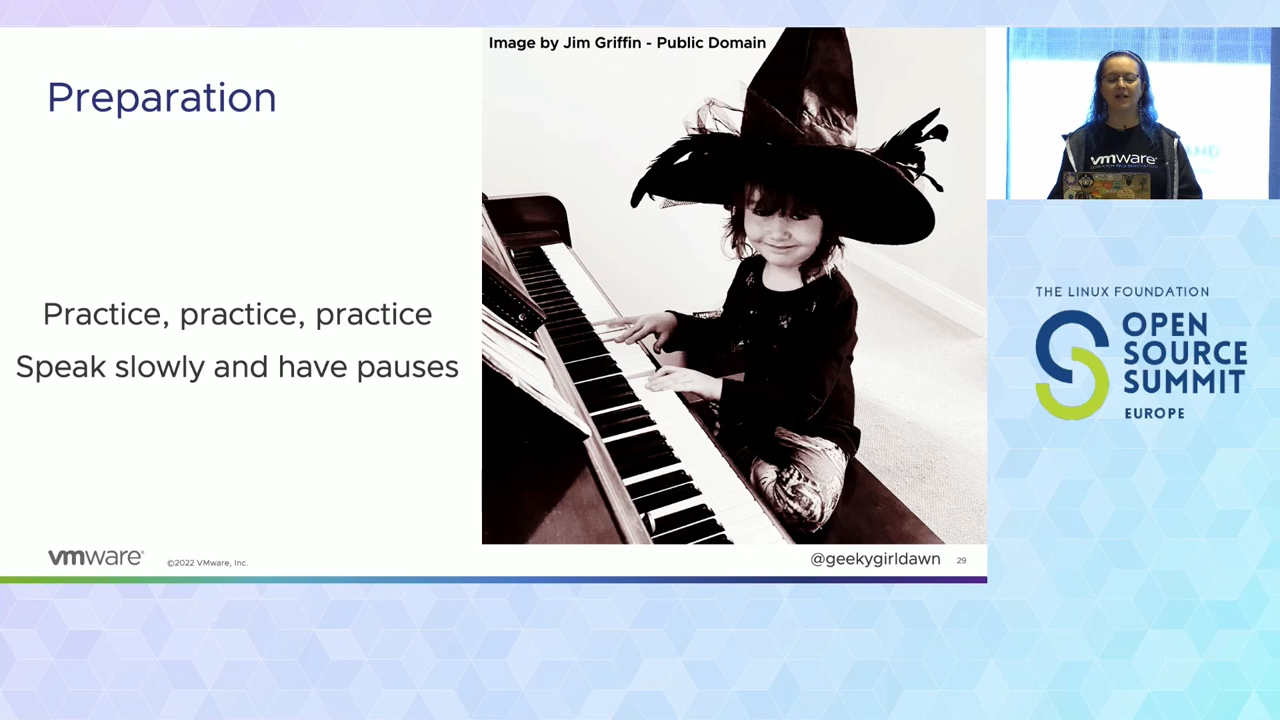 Image by Jim Griffin - Public Domain
Preparation
Practice, practice, practice
Speak slowly and have pauses
vmware®
©2022 VMware, Inc.
@geekygirldawn
29
vmware®
THE LINUX FOUNDATION
OPEN
SOURCE
SUMMIT
EUROPE